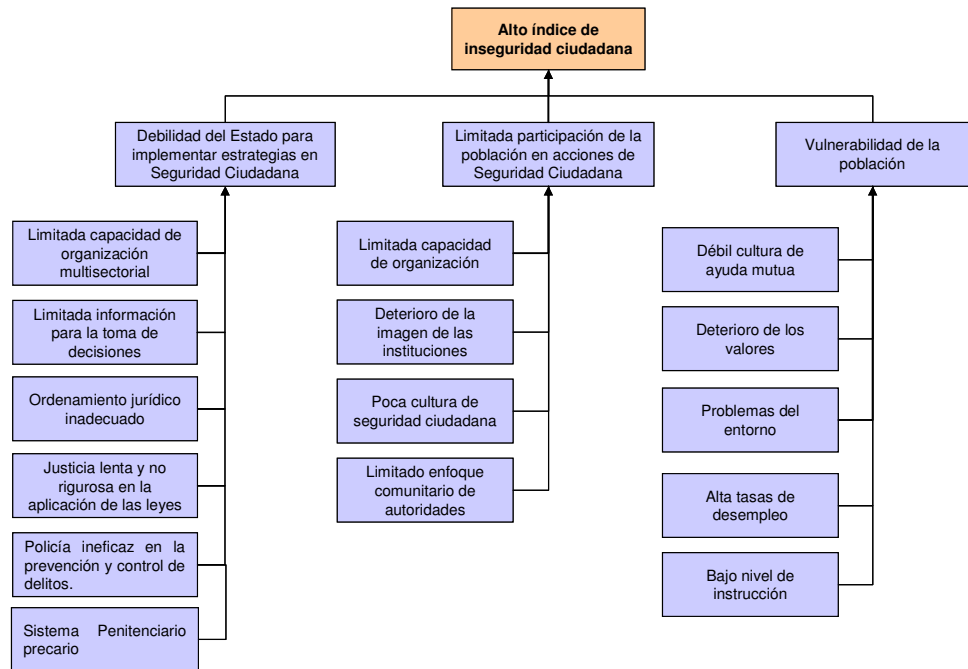 Alto índice de
inseguridad ciudadana
Debilidad del Estado para
implementar estrategias en
Seguridad Ciudadana
Limitada participación de la
población en acciones de
Seguridad Ciudadana
Vulnerabilidad de la
población
Limitada capacidad de
organización
multisectorial
Limitada información
para la toma de
decisiones
Ordenamiento jurídico
inadecuado
Justicia lenta y no
rigurosa en la
aplicación de las leyes
Policía ineficaz en la
prevención y control de
delitos.
Sistema Penitenciario
precario
Limitada capacidad
de organización
Deterioro de la
imagen de las
instituciones
Poca cultura de
seguridad ciudadana
Limitado enfoque
comunitario de
autoridades
Débil cultura de
ayuda mutua
Deterioro de los
valores
Problemas del
entorno
Alta tasas de
desempleo
Bajo nivel de
instrucción